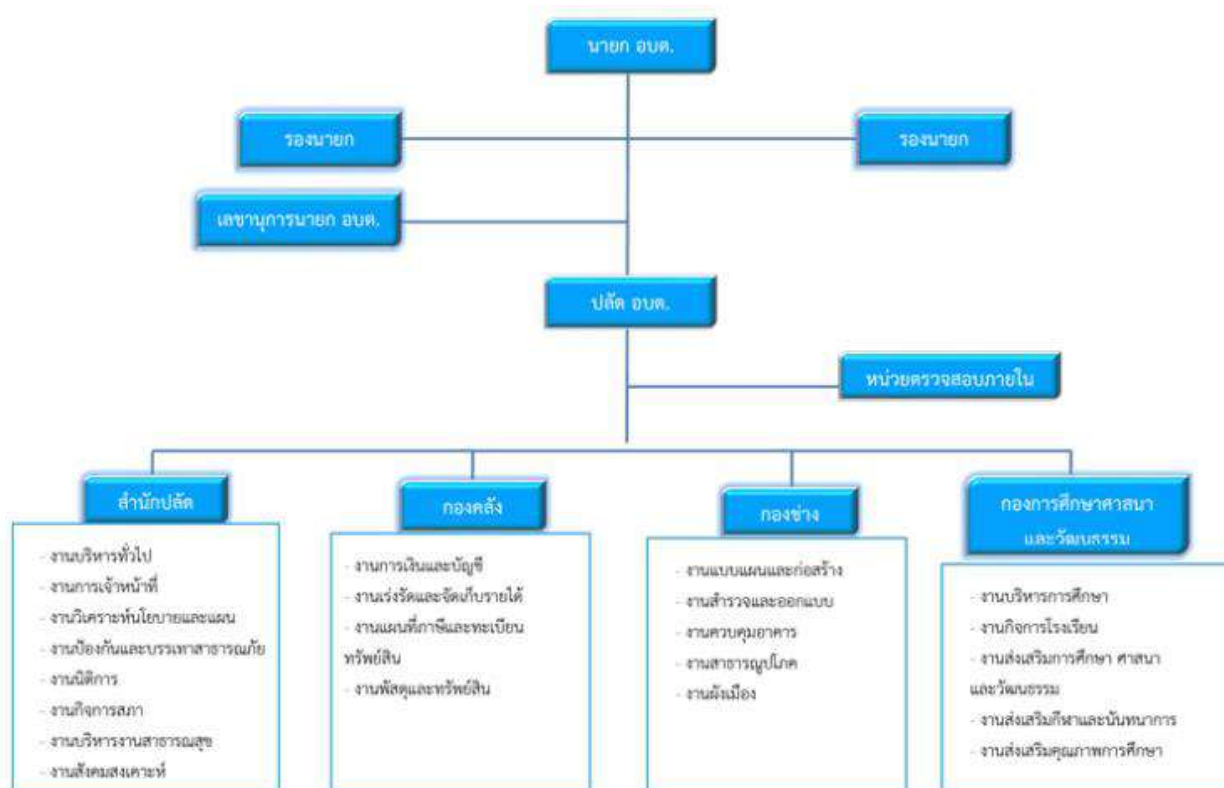 นายก อบต.
รองนายก
รองนายก
เลขานุการนายก อบต.
ปลัด อบต.
หน่วยตรวจสอบภายใน
สำนักปลัด
- งานบริหารทั่วไป
- งานการเจ้าหน้าที่
- งานวิเคราะห์นโยบายและแผน
- งานป้องกันและบรรเทาสาธารณภัย
- งานนิติการ
- งานกิจการสภา
- งานบริหารงานสาธารณสุข
- งานสังคมสงเคราะห์
กองคลัง
- งานการเงินและบัญชี
- งานเร่งรัดและจัดเก็บรายได้
- งานแผนที่ภาษีและทะเบียน
ทรัพย์สิน
- งานพัสดุและทรัพย์สิน
กองช่าง
- งานแบบแผนและก่อสร้าง
- งานสำรวจและออกแบบ
- งานควบคุมอาคาร
- งานสาธารณูปโภค
- งานผังเมือง
กองการศึกษาศาสนา
และวัฒนธรรม
- งานบริหารการศึกษา
- งานกิจการโรงเรียน
- งานส่งเสริมการศึกษา ศาสนา
และวัฒนธรรม
- งานส่งเสริมกีฬาและนันทนาการ
- งานส่งเสริมคุณภาพการศึกษา